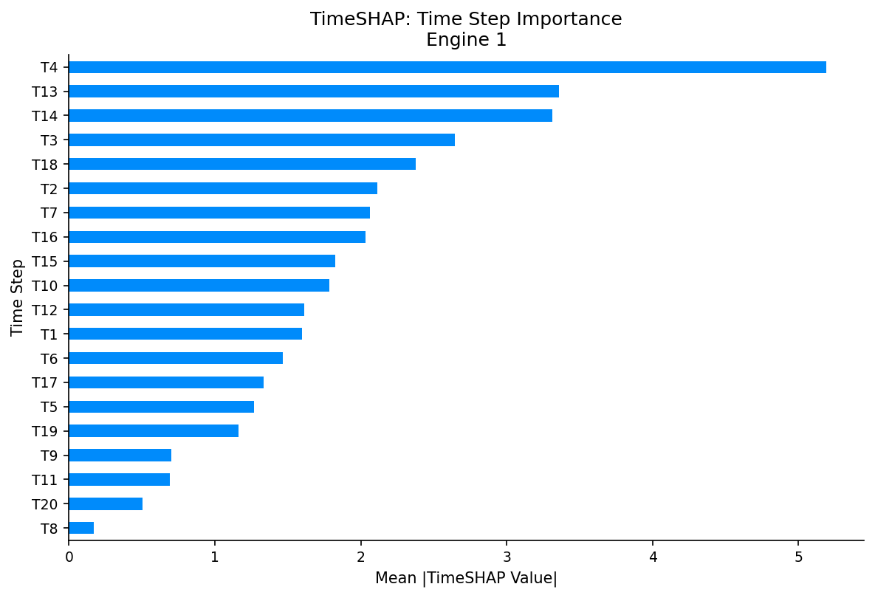 TimeSHAP: Time Step Importance
Engine 1
T4
T13
T14
T3
T18
T2
T7
T16
T15
T10
T12
T1
T6
T17
T5
T19
T9
T11
T20
T8
Time Step
0 1 2 3 4 5
Mean |TimeSHAP Value|